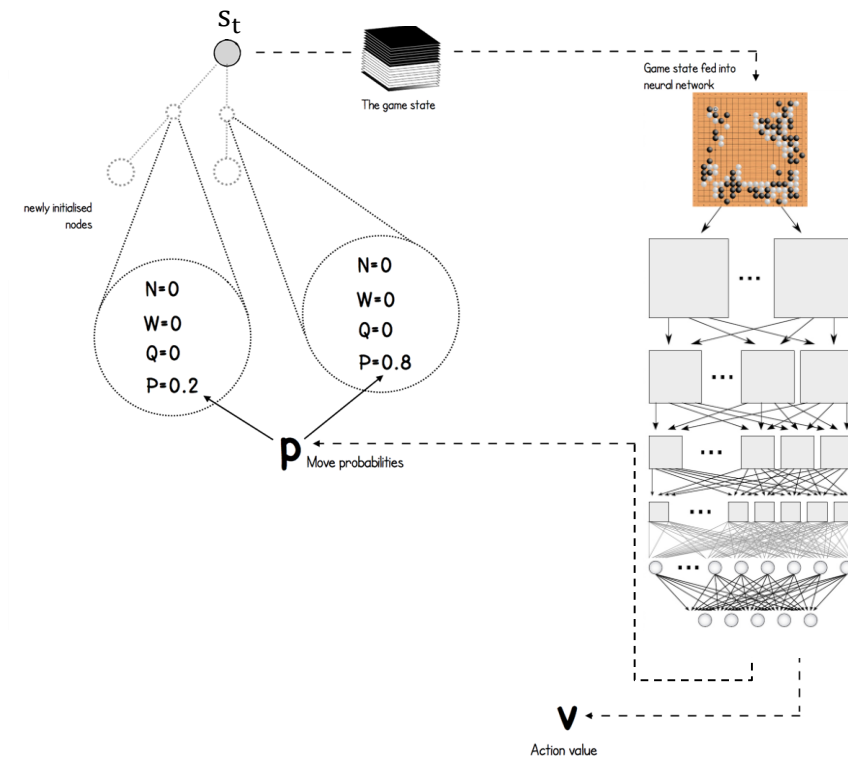 St
The game state
Game state fed into
neural network
newly initialised
nodes
N=0
W=0
Q=0
P=0.2
N=0
W=0
Q=0
P=0.8
p
Move probabilities
v
Action value